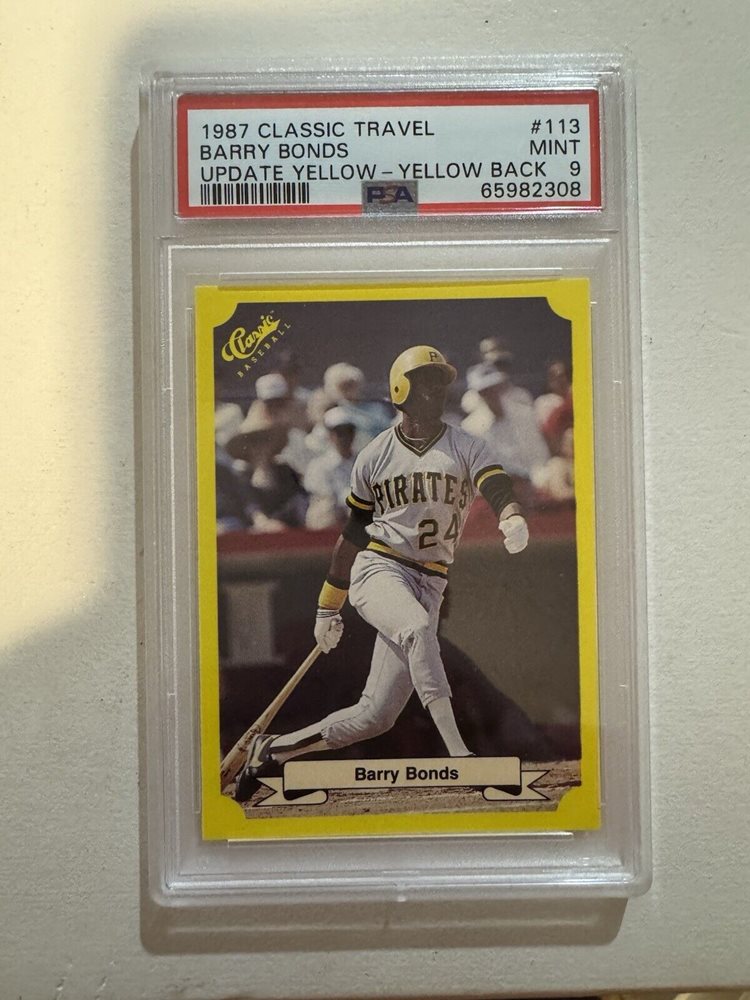 1987 CLASSIC TRAVEL #113
BARRY BONDS MINT
UPDATE YELLOW-YELLOW BACK 9
PSA 65982308
Classic™
BASEBALL
P
PIRATES
24
Barry Bonds